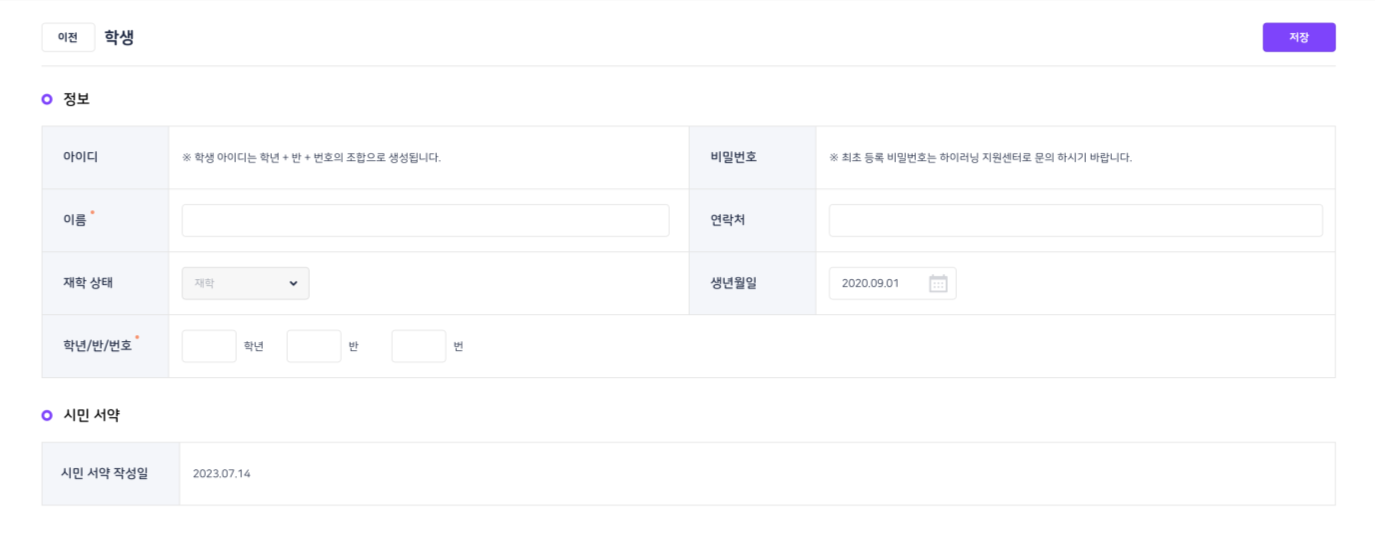 이전 학생 저장
정보
아이디 ※ 학생 아이디는 학년 + 반 + 번호의 조합으로 생성됩니다. 비밀번호 ※ 최초 등록 비밀번호는 하이러닝 지원센터로 문의 하시기 바랍니다.
이름 * 연락처
재학 상태 재학 생년월일 2020.09.01
학년/반/번호 * 학년 반 번
시민 서약
시민 서약 작성일 2023.07.14